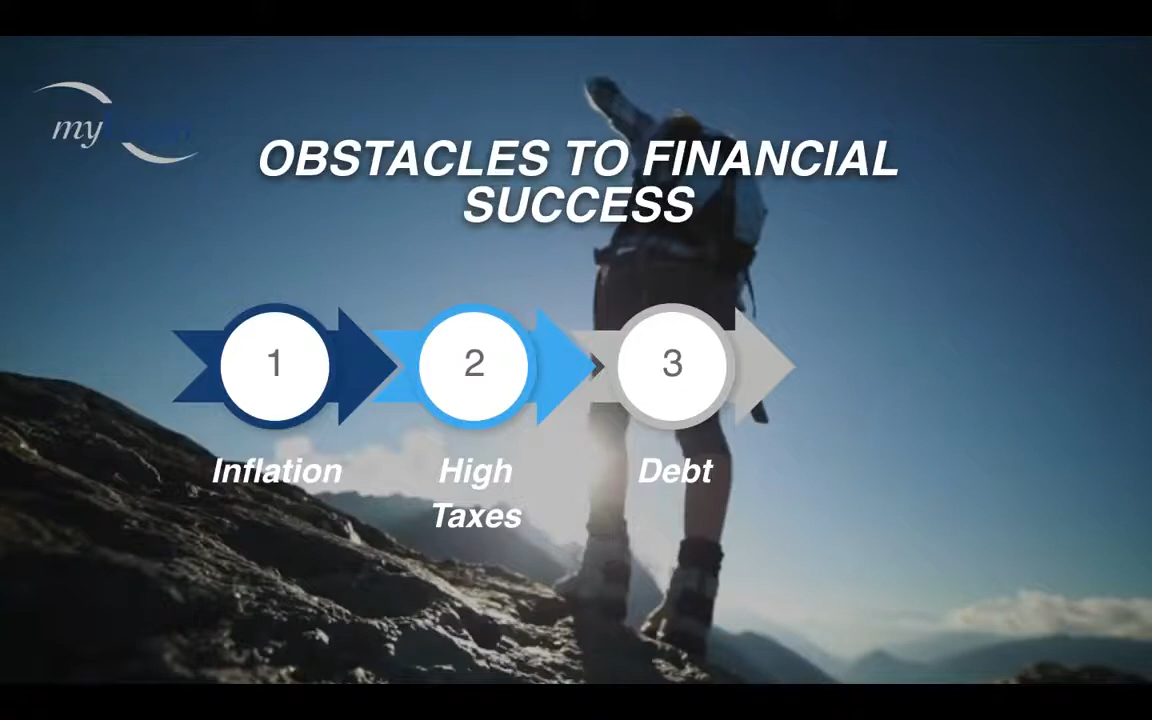 my
OBSTACLES TO FINANCIAL
SUCCESS
1
2
3
Inflation
High
Taxes
Debt